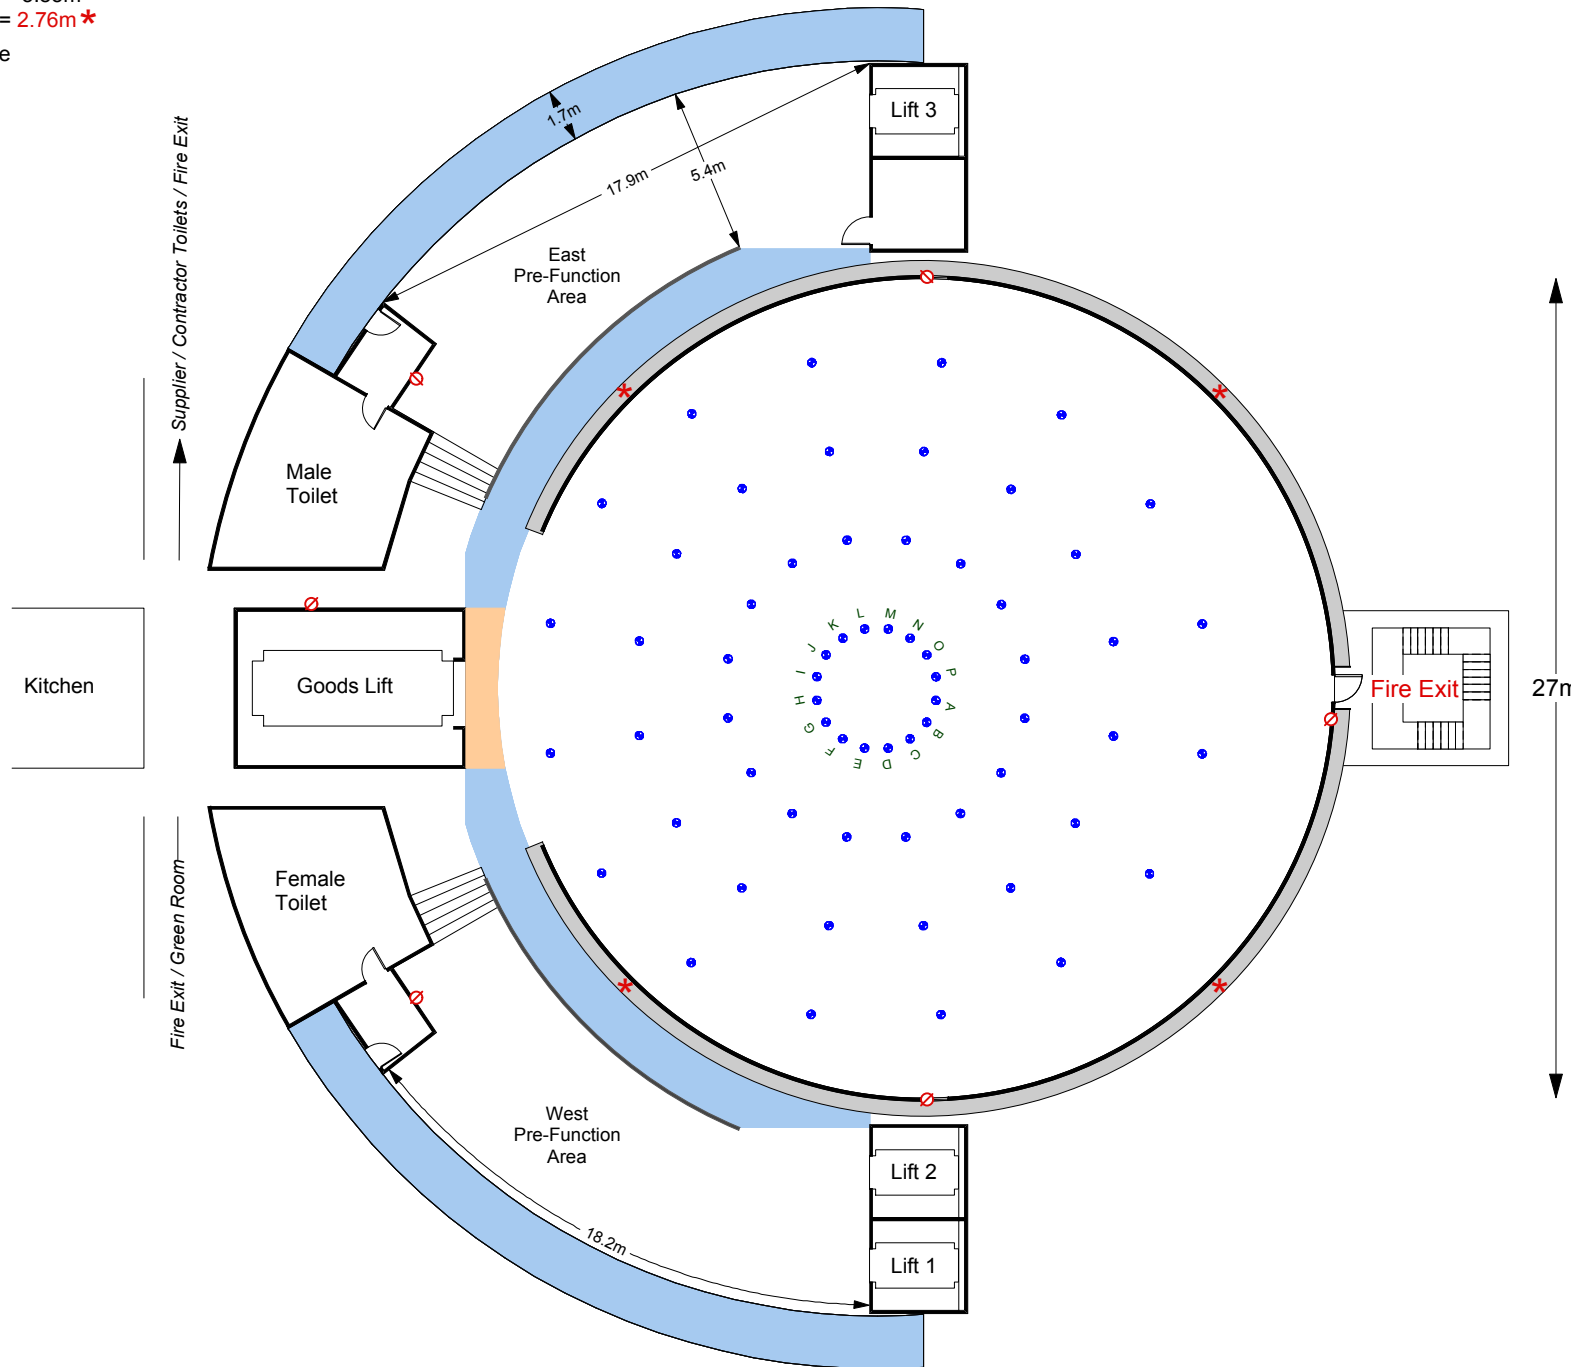 = 2.76m*
e
Lift 3
1.7m
5.4m
17.9m
Supplier / Contractor Toilets / Fire Exit
East
Pre-Function
Area
Male
Toilet
L M
K N
J O
I P
H A
G B
F C
E D
Kitchen
Goods Lift
Fire Exit
27m
Female
Toilet
Fire Exit / Green Room
West
Pre-Function
Area
Lift 2
18.2m
Lift 1